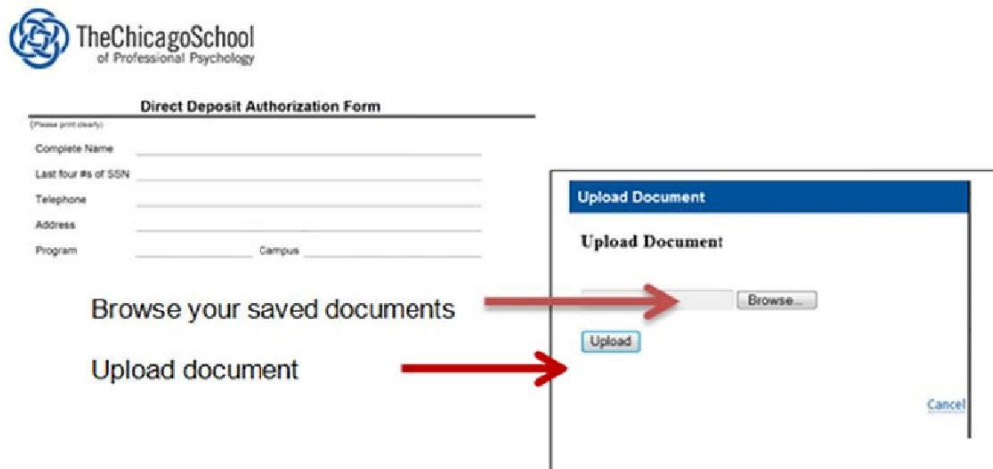 TheChicagoSchool
of Professional Psychology
Direct Deposit Authorization Form
(Please print clearly)
Complete Name
Last four #s of SSN
Telephone
Address
Program Campus
Upload Document
Upload Document
Browse...
Browse your saved documents
Upload
Upload document
Cancel